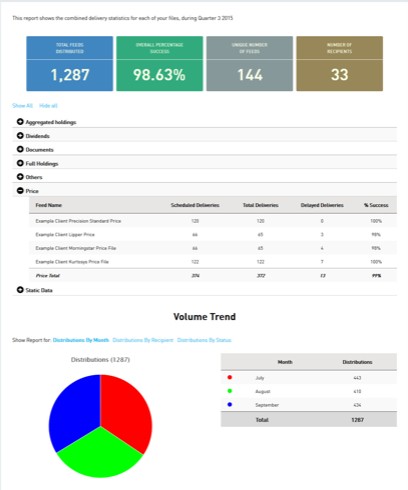 This report shows the combined delivery statistics for each of your files, during Quarter 3 2015
TOTAL FEEDS DISTRIBUTED
1,287
OVERALL PERCENTAGE SUCCESS
98.63%
UNIQUE NUMBER OF FEEDS
144
NUMBER OF RECIPIENTS
33
Show All Hide all
Aggregated holdings
Dividends
Documents
Full Holdings
Others
Price
Feed Name Scheduled Deliveries Total Deliveries Delayed Deliveries % Success
Example Client Precision Standard Price 120 120 0 100%
Example Client Lipper Price 66 65 3 98%
Example Client Morningstar Price File 66 65 98%
Example Client Kurtosys Price File 122 122 7 100%
Price Total 374 372 13 99%
Static Data
Volume Trend
Show Report for: Distributions By Month Distributions By Recipient Distributions By Status
Distributions (1287)
Month Distributions
July 443
August 410
September 434
Total 1287